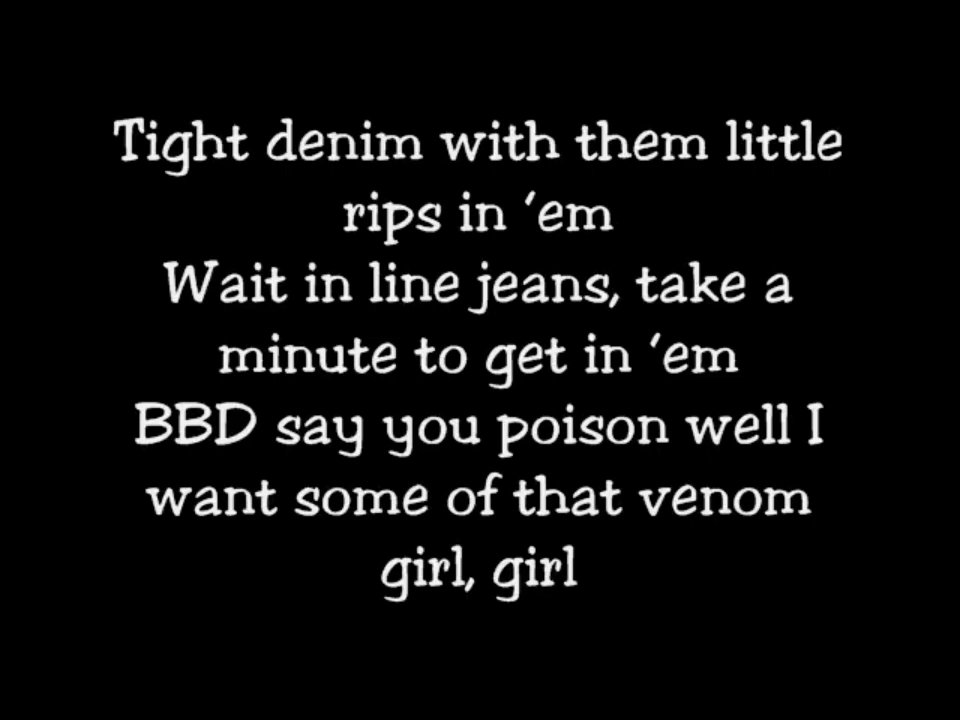 Tight denim with them little
rips in ‘em
Wait in line jeans, take a
minute to get in ‘em
BBD say you poison well I
want some of that venom
girl, girl